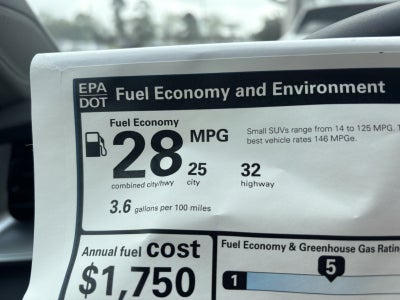 EPA
DOT
Fuel Economy and Environment
Fuel Economy
28 MPG
Small SUVs range from 14 to 125 MPG.
best vehicle rates 146 MPGe.
25 32
combined city/hwy city highway
3.6 gallons per 100 miles
Annual fuel cost
$1,750
Fuel Economy & Greenhouse Gas Rating
1
5